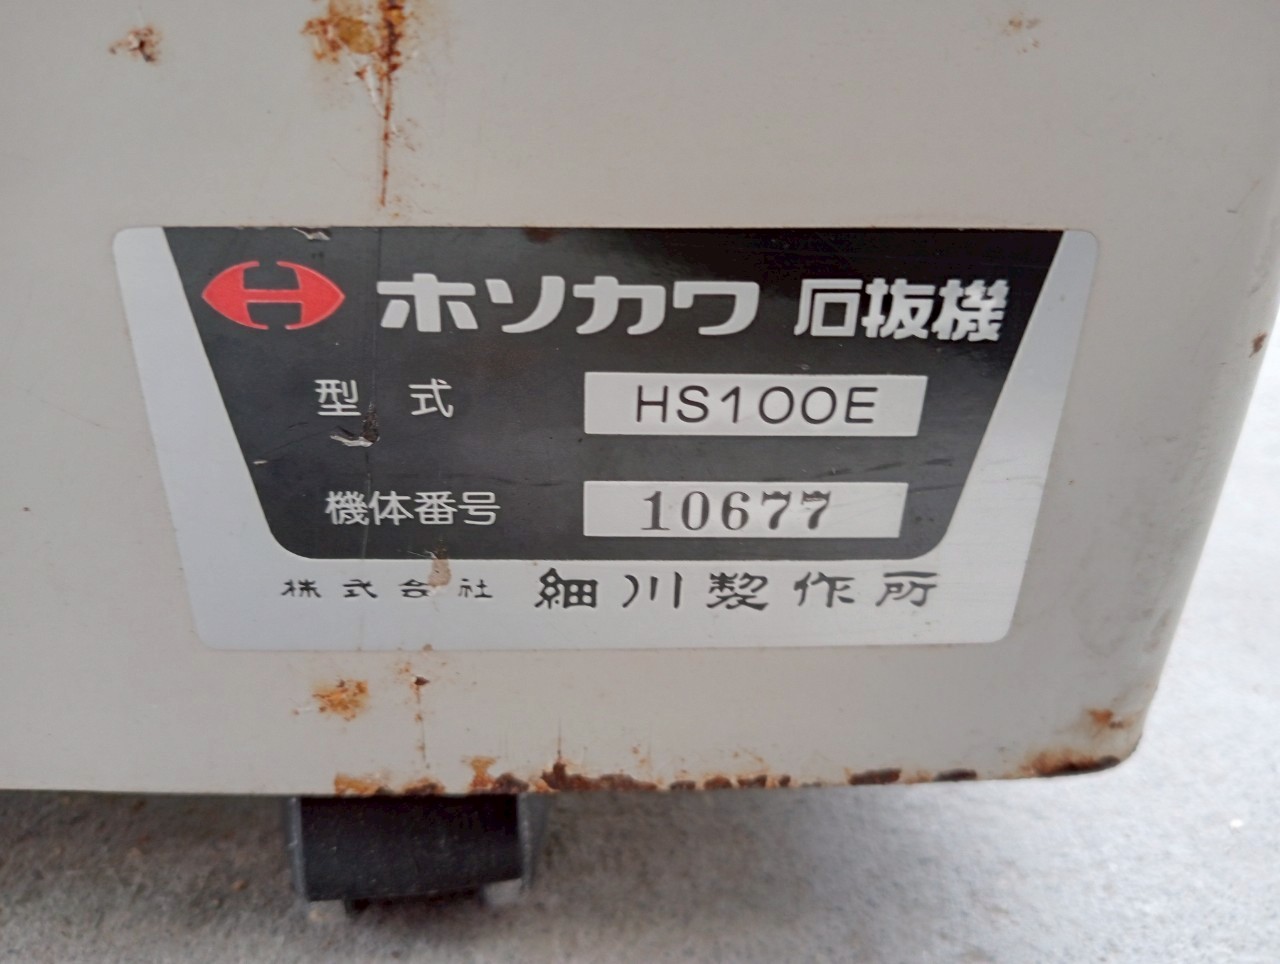 ホソカワ 石抜機
型式 HS100E
機体番号 10677
株式会社 細川製作所